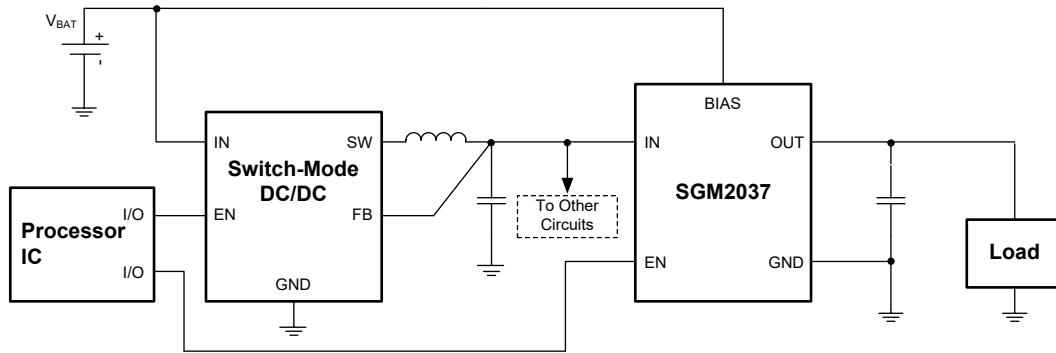 VBAT
+
-
BIAS
IN
SW
IN
OUT
Switch-Mode
DC/DC
SGM2037
I/O
EN
FB
To Other
Circuits
Processor
IC
I/O
EN
GND
Load
GND